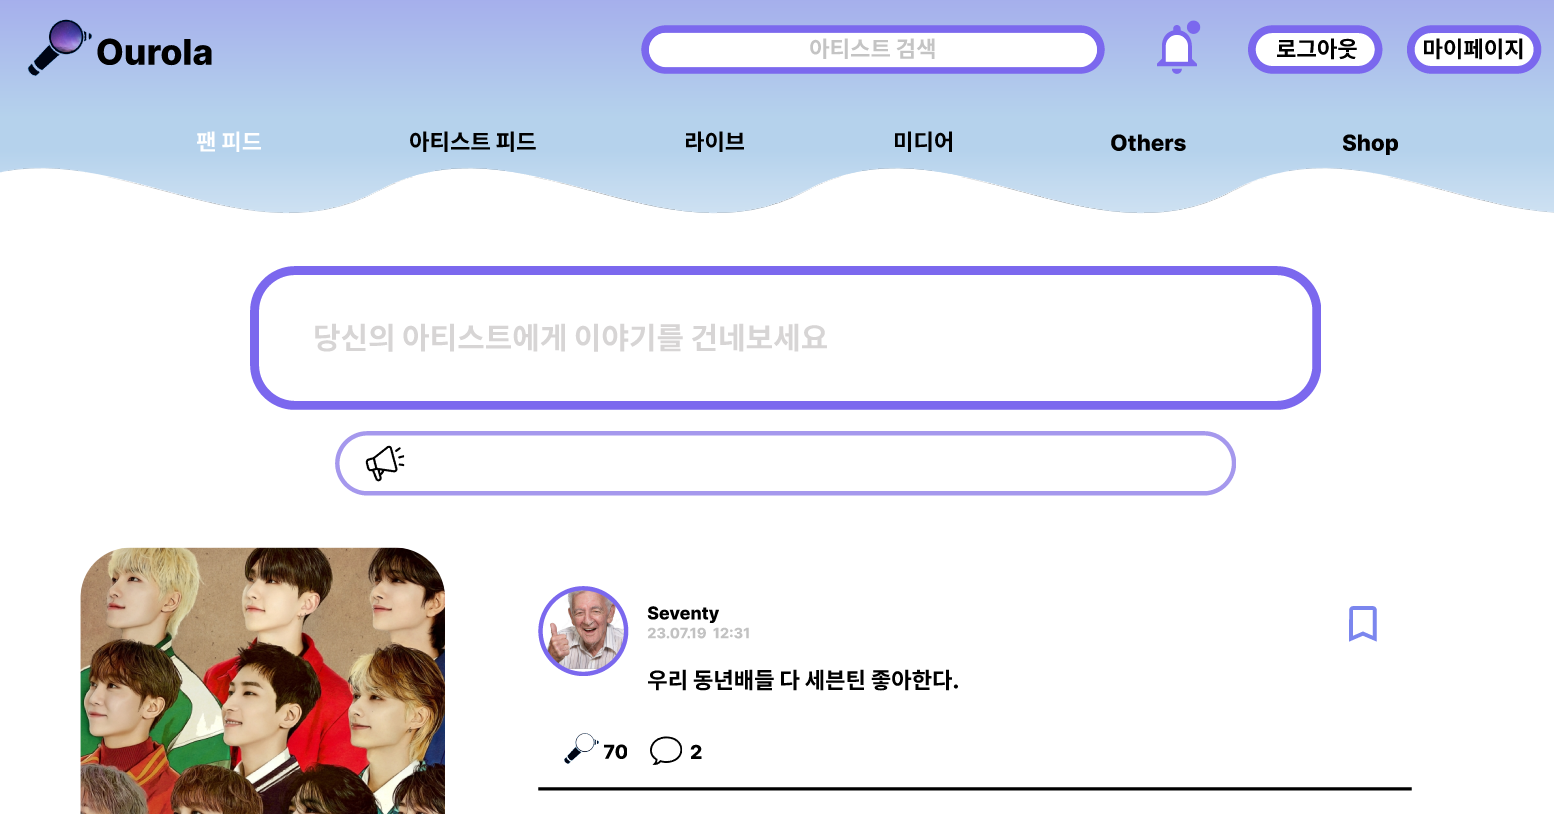 Ourola
아티스트 검색
로그아웃
마이페이지
팬 피드
아티스트 피드
라이브
미디어
Others
Shop
당신의 아티스트에게 이야기를 건네보세요
Seventy
23.07.19 12:31
우리 동년배들 다 세븐틴 좋아한다.
70
2